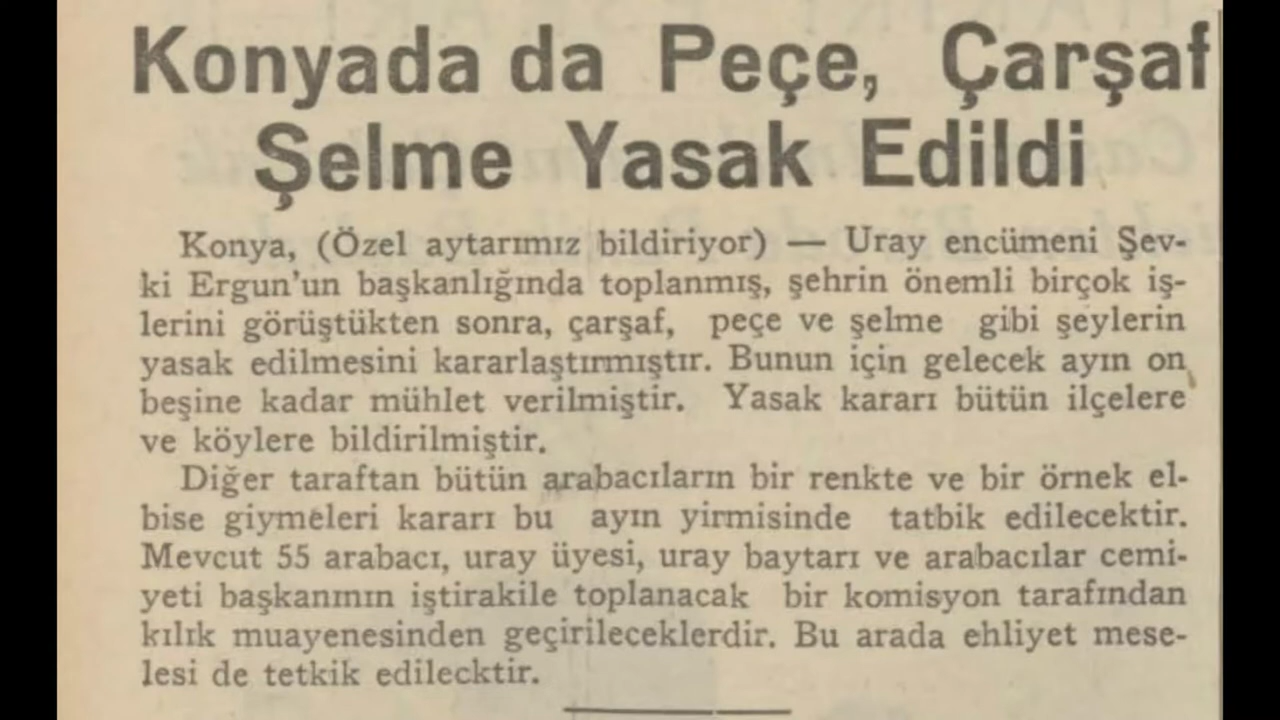 Konyada da Peçe, Çarşaf
Şelme Yasak Edildi
Konya, (Özel aytarımız bildiriyor) — Uray encümeni Şev-
ki Ergun'un başkanlığında toplanmış, şehrin önemli birçok iş-
lerini görüştükten sonra, çarşaf, peçe ve şelme gibi şeylerin
yasak edilmesini kararlaştırmıştır. Bunun için gelecek ayın on
beşine kadar mühlet verilmiştir. Yasak kararı bütün ilçelere
ve köylere bildirilmiştir.
Diğer taraftan bütün arabacıların bir renkte ve bir örnek el-
bise giymeleri kararı bu ayın yirmisinde tatbik edilecektir.
Mevcut 55 arabacı, uray üyesi, uray baytarı ve arabacılar cemi-
yeti başkanının iştirakile toplanacak bir komisyon tarafından
kılık muayenesinden geçirileceklerdir. Bu arada ehliyet mese-
lesi de tetkik edilecktir.